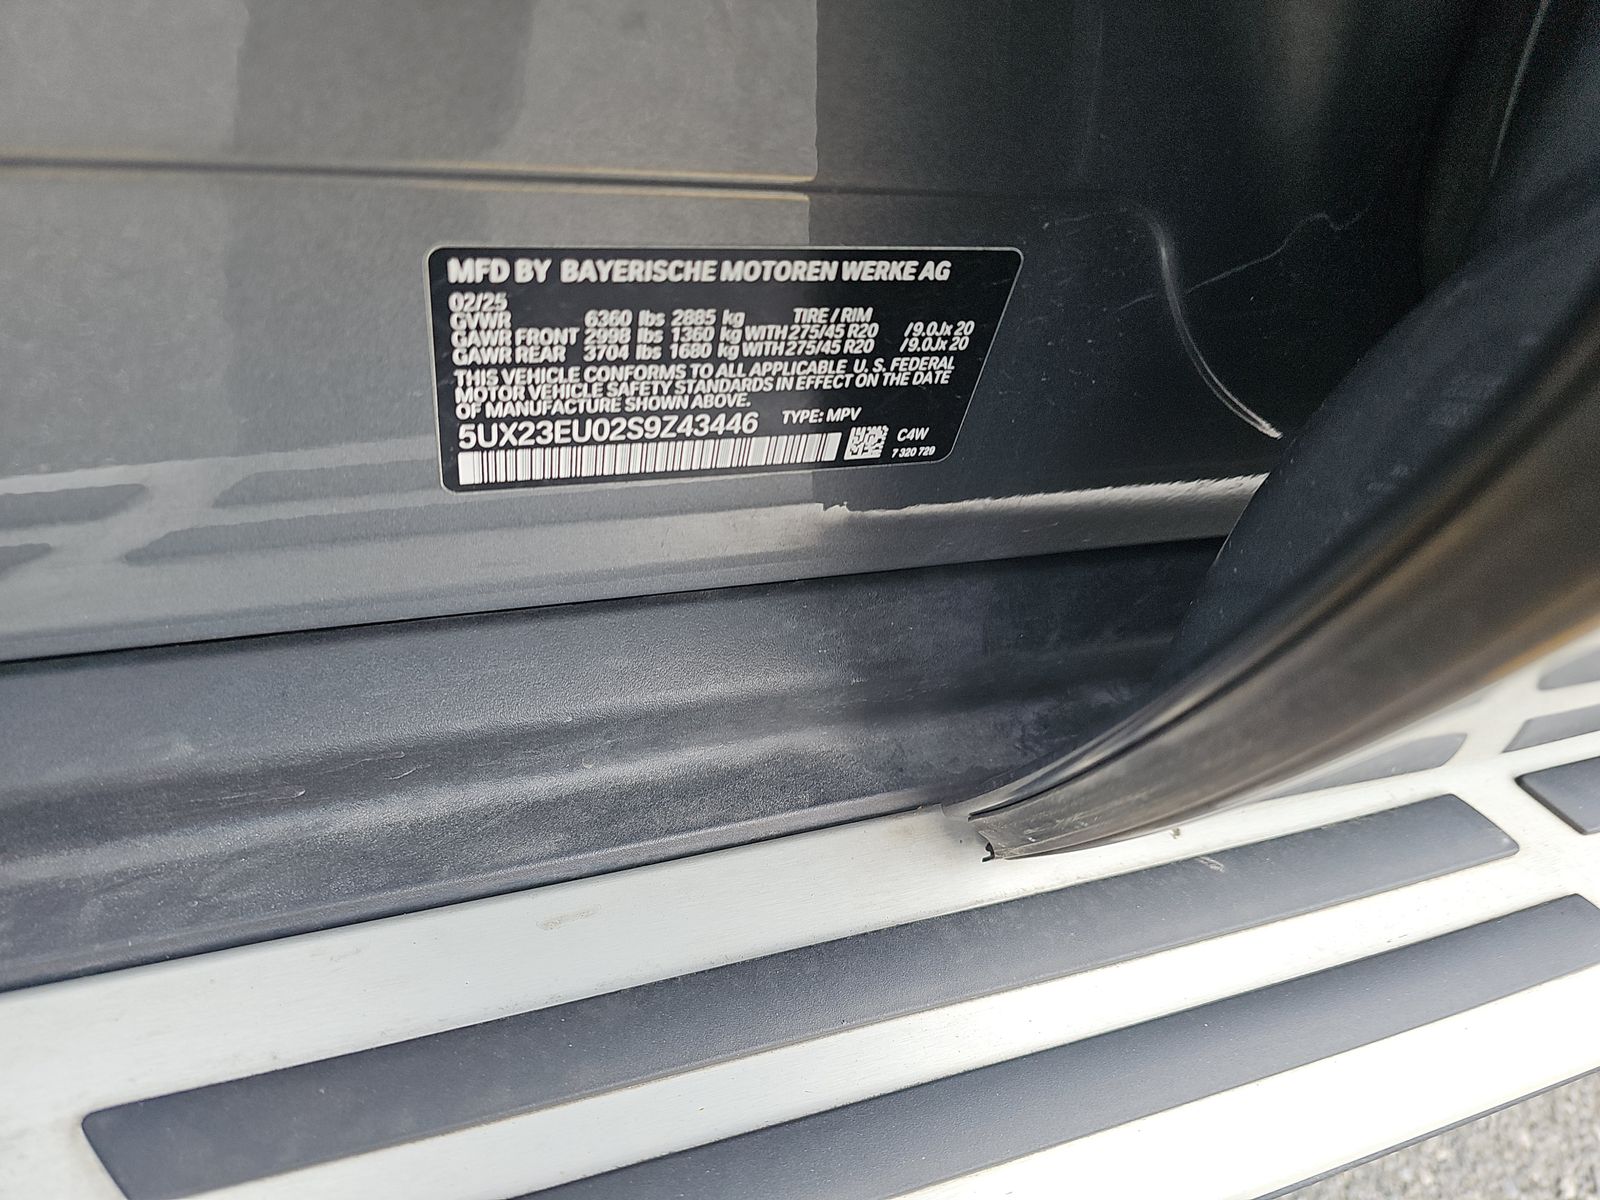 MFD BY BAYERISCHE MOTOREN WERKE AG
02/25
GVWR 6360 lbs 2885 kg TIRE / RIM
GAWR FRONT 2998 lbs 1360 kg WITH 275/45 R20 /9.0Jx 20
GAWR REAR 3704 lbs 1680 kg WITH 275/45 R20 /9.0Jx 20
THIS VEHICLE CONFORMS TO ALL APPLICABLE U. S. FEDERAL
MOTOR VEHICLE SAFETY STANDARDS IN EFFECT ON THE DATE
OF MANUFACTURE SHOWN ABOVE.
5UX23EU02S9Z43446 TYPE: MPV
C4W
7 320 729